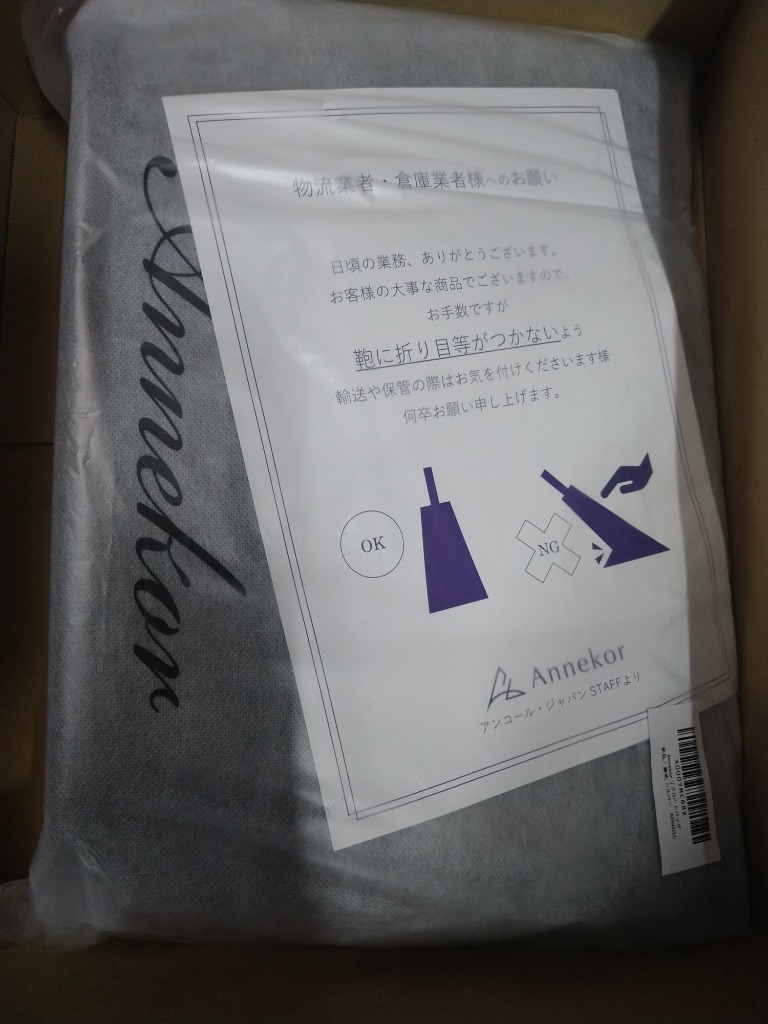 Annekor
物流業者・倉庫業者様へのお願い
日頃の業務、ありがとうございます。
お客様の大事な商品でございますので、
お手数ですが
鞄に折り目等がつかないよう
輸送や保管の際はお気を付けくださいます様
何卒お願い申し上げます。
OK
NG
Annekor
アンコール・ジャパン STAFFより